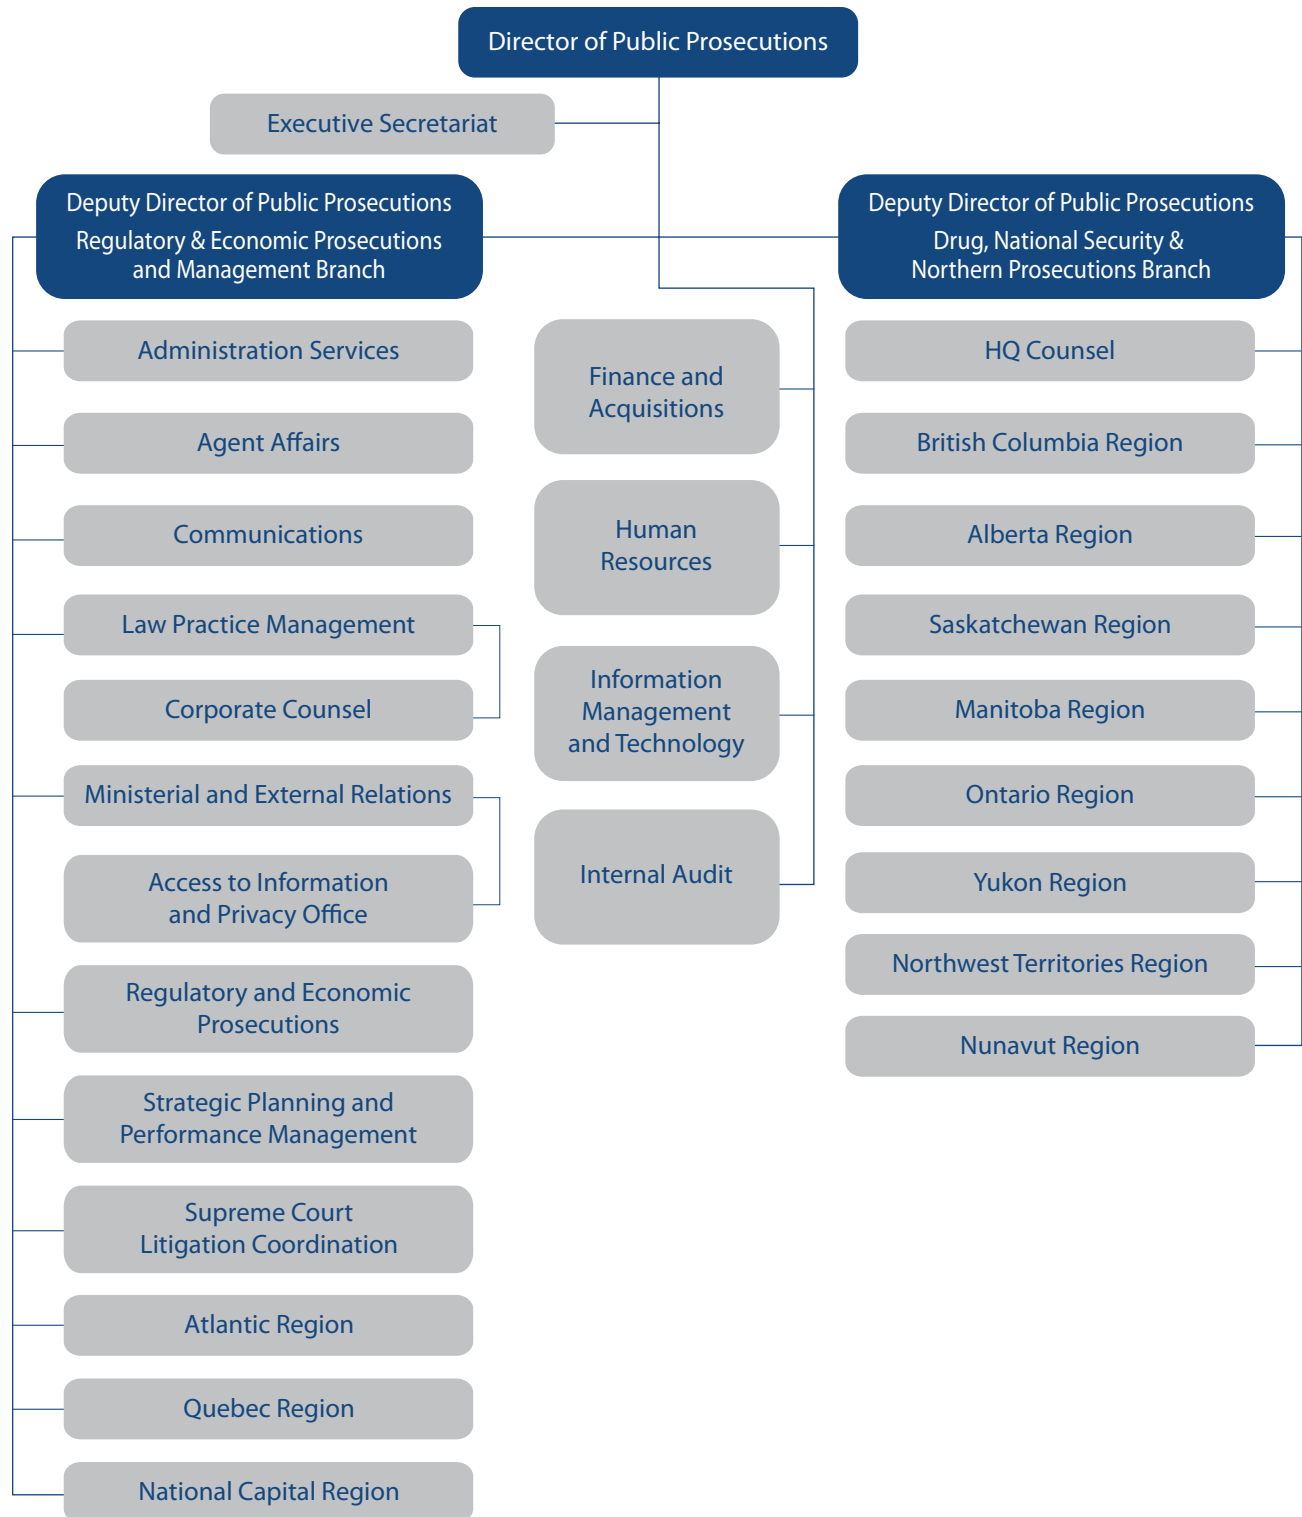 Director of Public Prosecutions
Executive Secretariat
Deputy Director of Public Prosecutions
Regulatory & Economic Prosecutions
and Management Branch
Deputy Director of Public Prosecutions
Drug, National Security &
Northern Prosecutions Branch
Administration Services
Agent Affairs
Communications
Law Practice Management
Corporate Counsel
Ministerial and External Relations
Access to Information
and Privacy Office
Regulatory and Economic
Prosecutions
Strategic Planning and
Performance Management
Supreme Court
Litigation Coordination
Atlantic Region
Quebec Region
National Capital Region
Finance and
Acquisitions
Human
Resources
Information
Management
and Technology
Internal Audit
HQ Counsel
British Columbia Region
Alberta Region
Saskatchewan Region
Manitoba Region
Ontario Region
Yukon Region
Northwest Territories Region
Nunavut Region